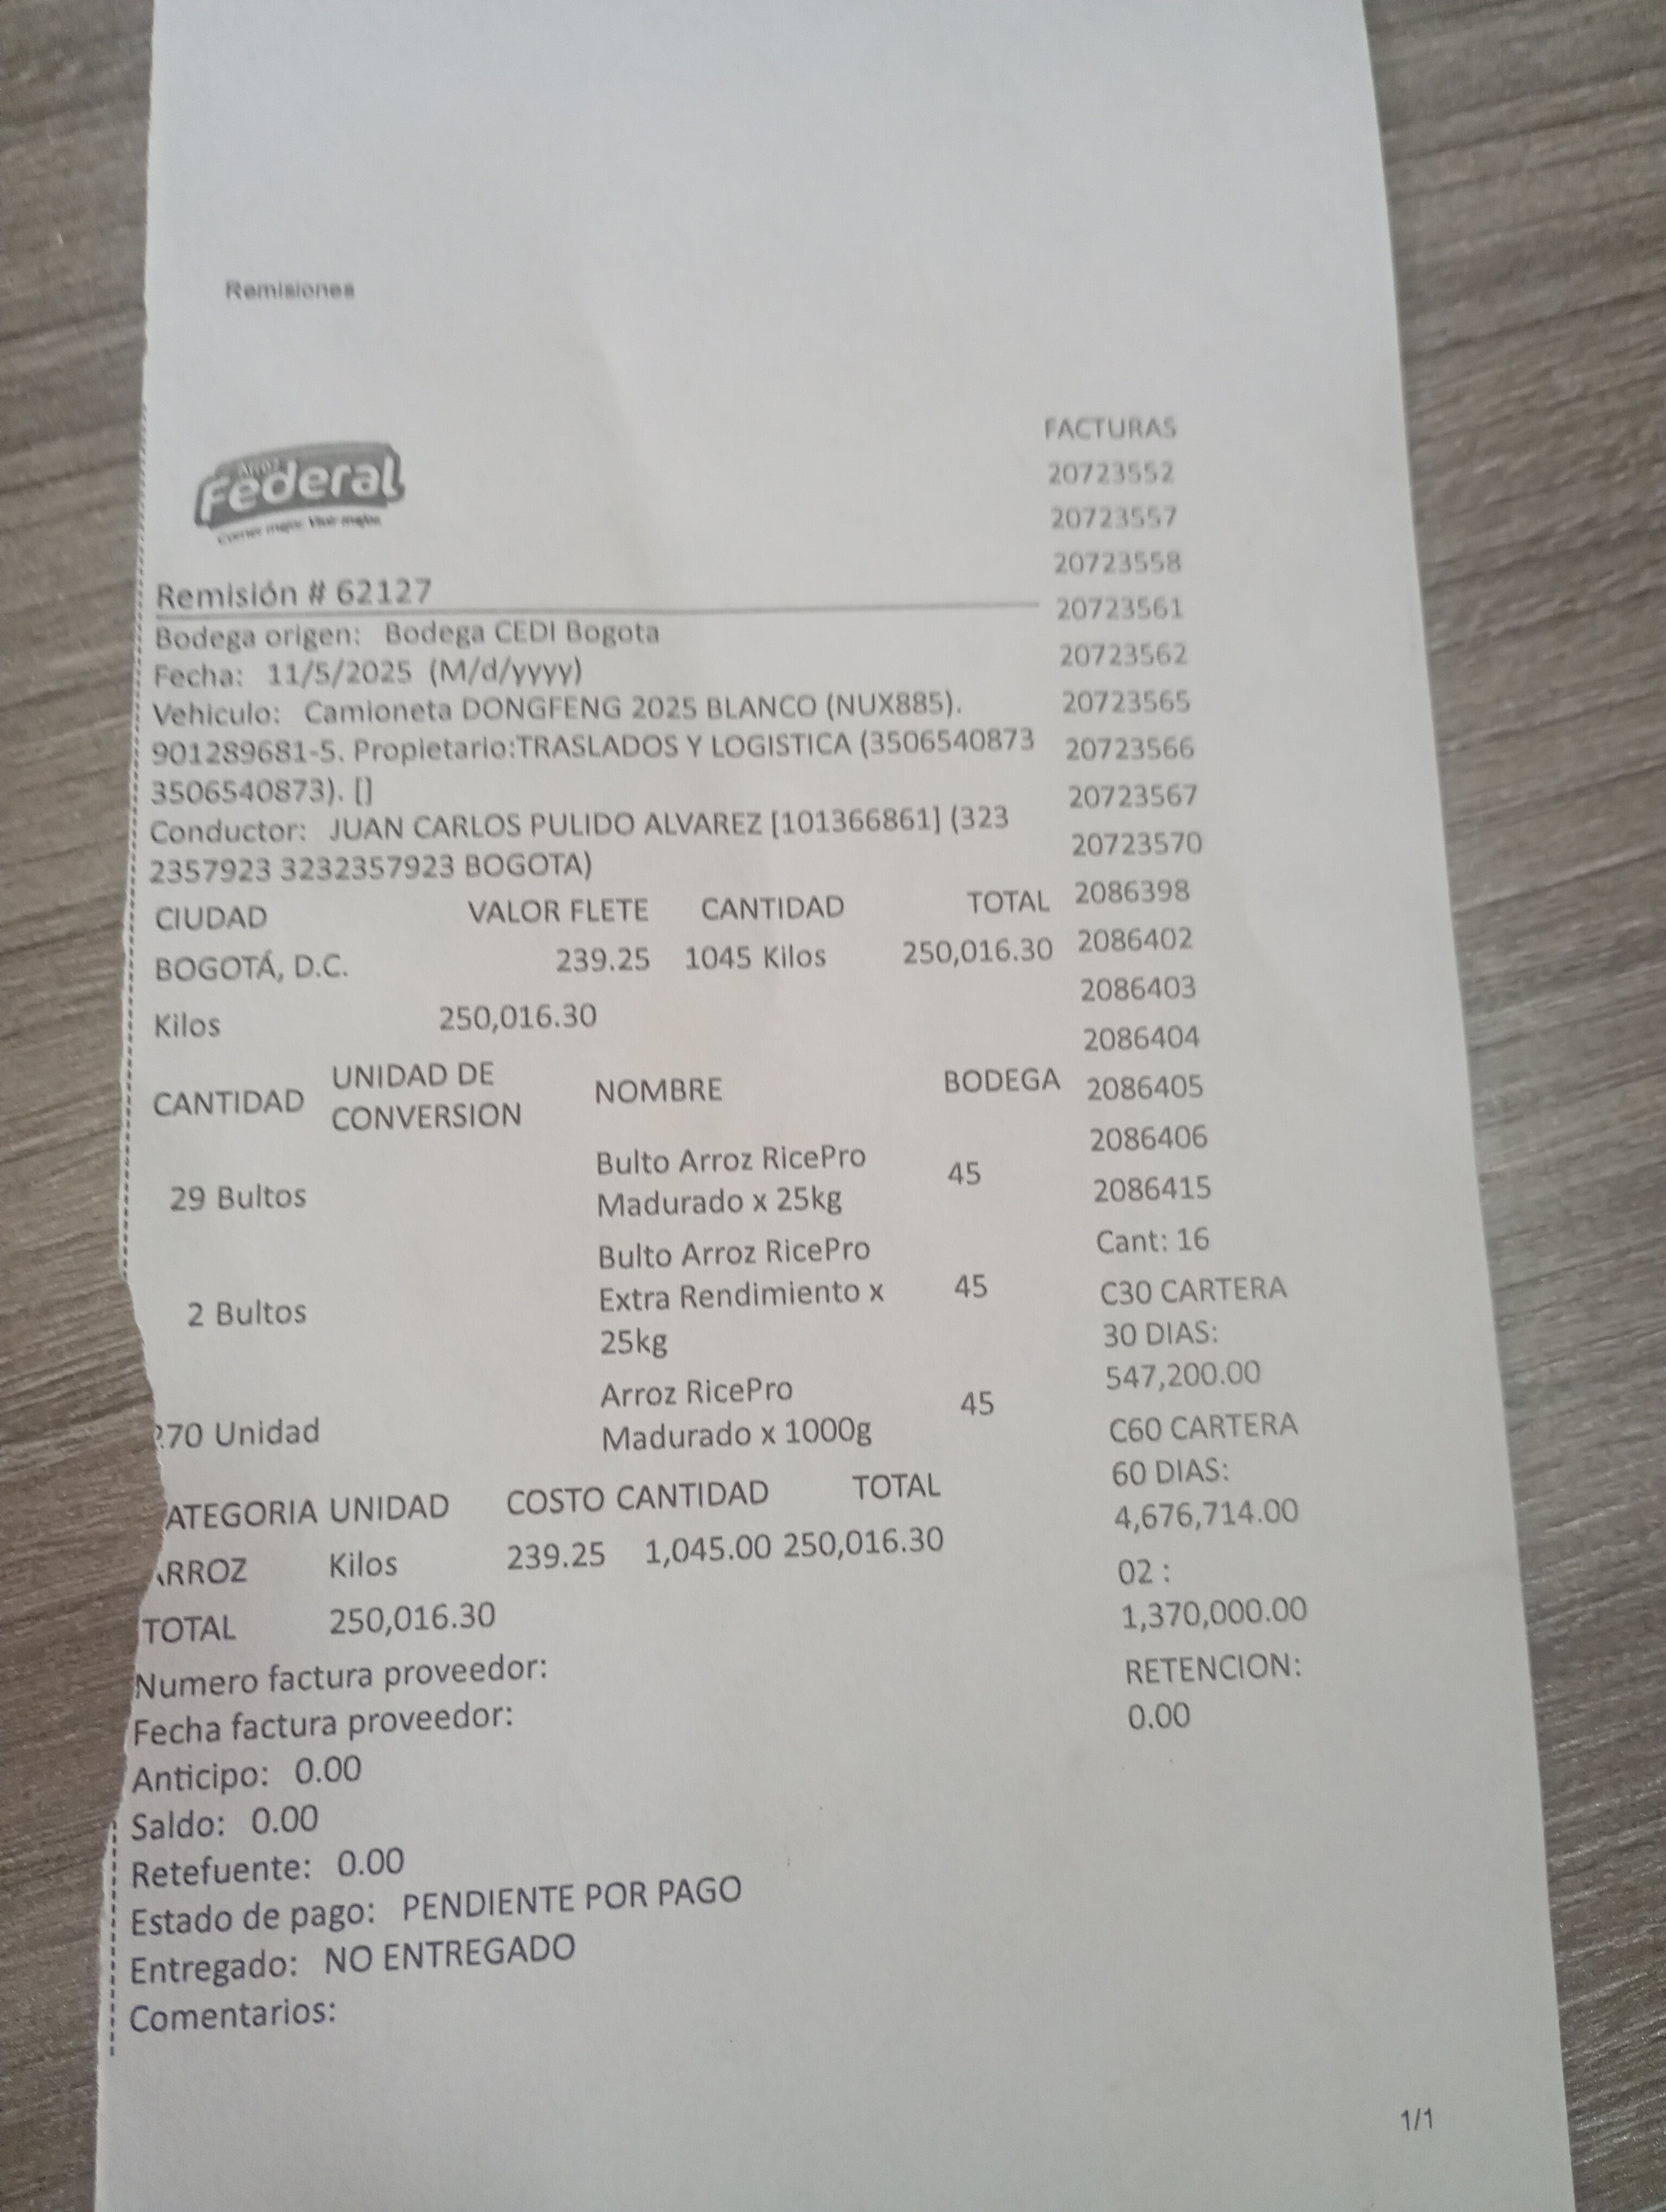 Remisiones
Arroz
Federal
Comer mejor. Vivir mejor.
Remisión # 62127
Bodega origen: Bodega CEDI Bogota
Fecha: 11/5/2025 (M/d/yyyy)
Vehiculo: Camioneta DONGFENG 2025 BLANCO (NUX885).
901289681-5. Propietario:TRASLADOS Y LOGISTICA (3506540873
3506540873). []
Conductor: JUAN CARLOS PULIDO ALVAREZ [101366861] (323
2357923 3232357923 BOGOTA)
CIUDAD VALOR FLETE CANTIDAD TOTAL
BOGOTÁ, D.C. 239.25 1045 Kilos 250,016.30
Kilos 250,016.30
CANTIDAD UNIDAD DE CONVERSION NOMBRE BODEGA
29 Bultos Bulto Arroz RicePro
Madurado x 25kg 45
2 Bultos Bulto Arroz RicePro
Extra Rendimiento x 45
25kg
270 Unidad Arroz RicePro
Madurado x 1000g 45
ATEGORIA UNIDAD COSTO CANTIDAD TOTAL
ARROZ Kilos 239.25 1,045.00 250,016.30
TOTAL 250,016.30
Numero factura proveedor:
Fecha factura proveedor:
Anticipo: 0.00
Saldo: 0.00
Retefuente: 0.00
Estado de pago: PENDIENTE POR PAGO
Entregado: NO ENTREGADO
Comentarios:
FACTURAS
20723552
20723557
20723558
20723561
20723562
20723565
20723566
20723567
20723570
2086398
2086402
2086403
2086404
2086405
2086406
2086415
Cant: 16
C30 CARTERA
30 DIAS:
547,200.00
C60 CARTERA
60 DIAS:
4,676,714.00
02 :
1,370,000.00
RETENCION:
0.00
1/1